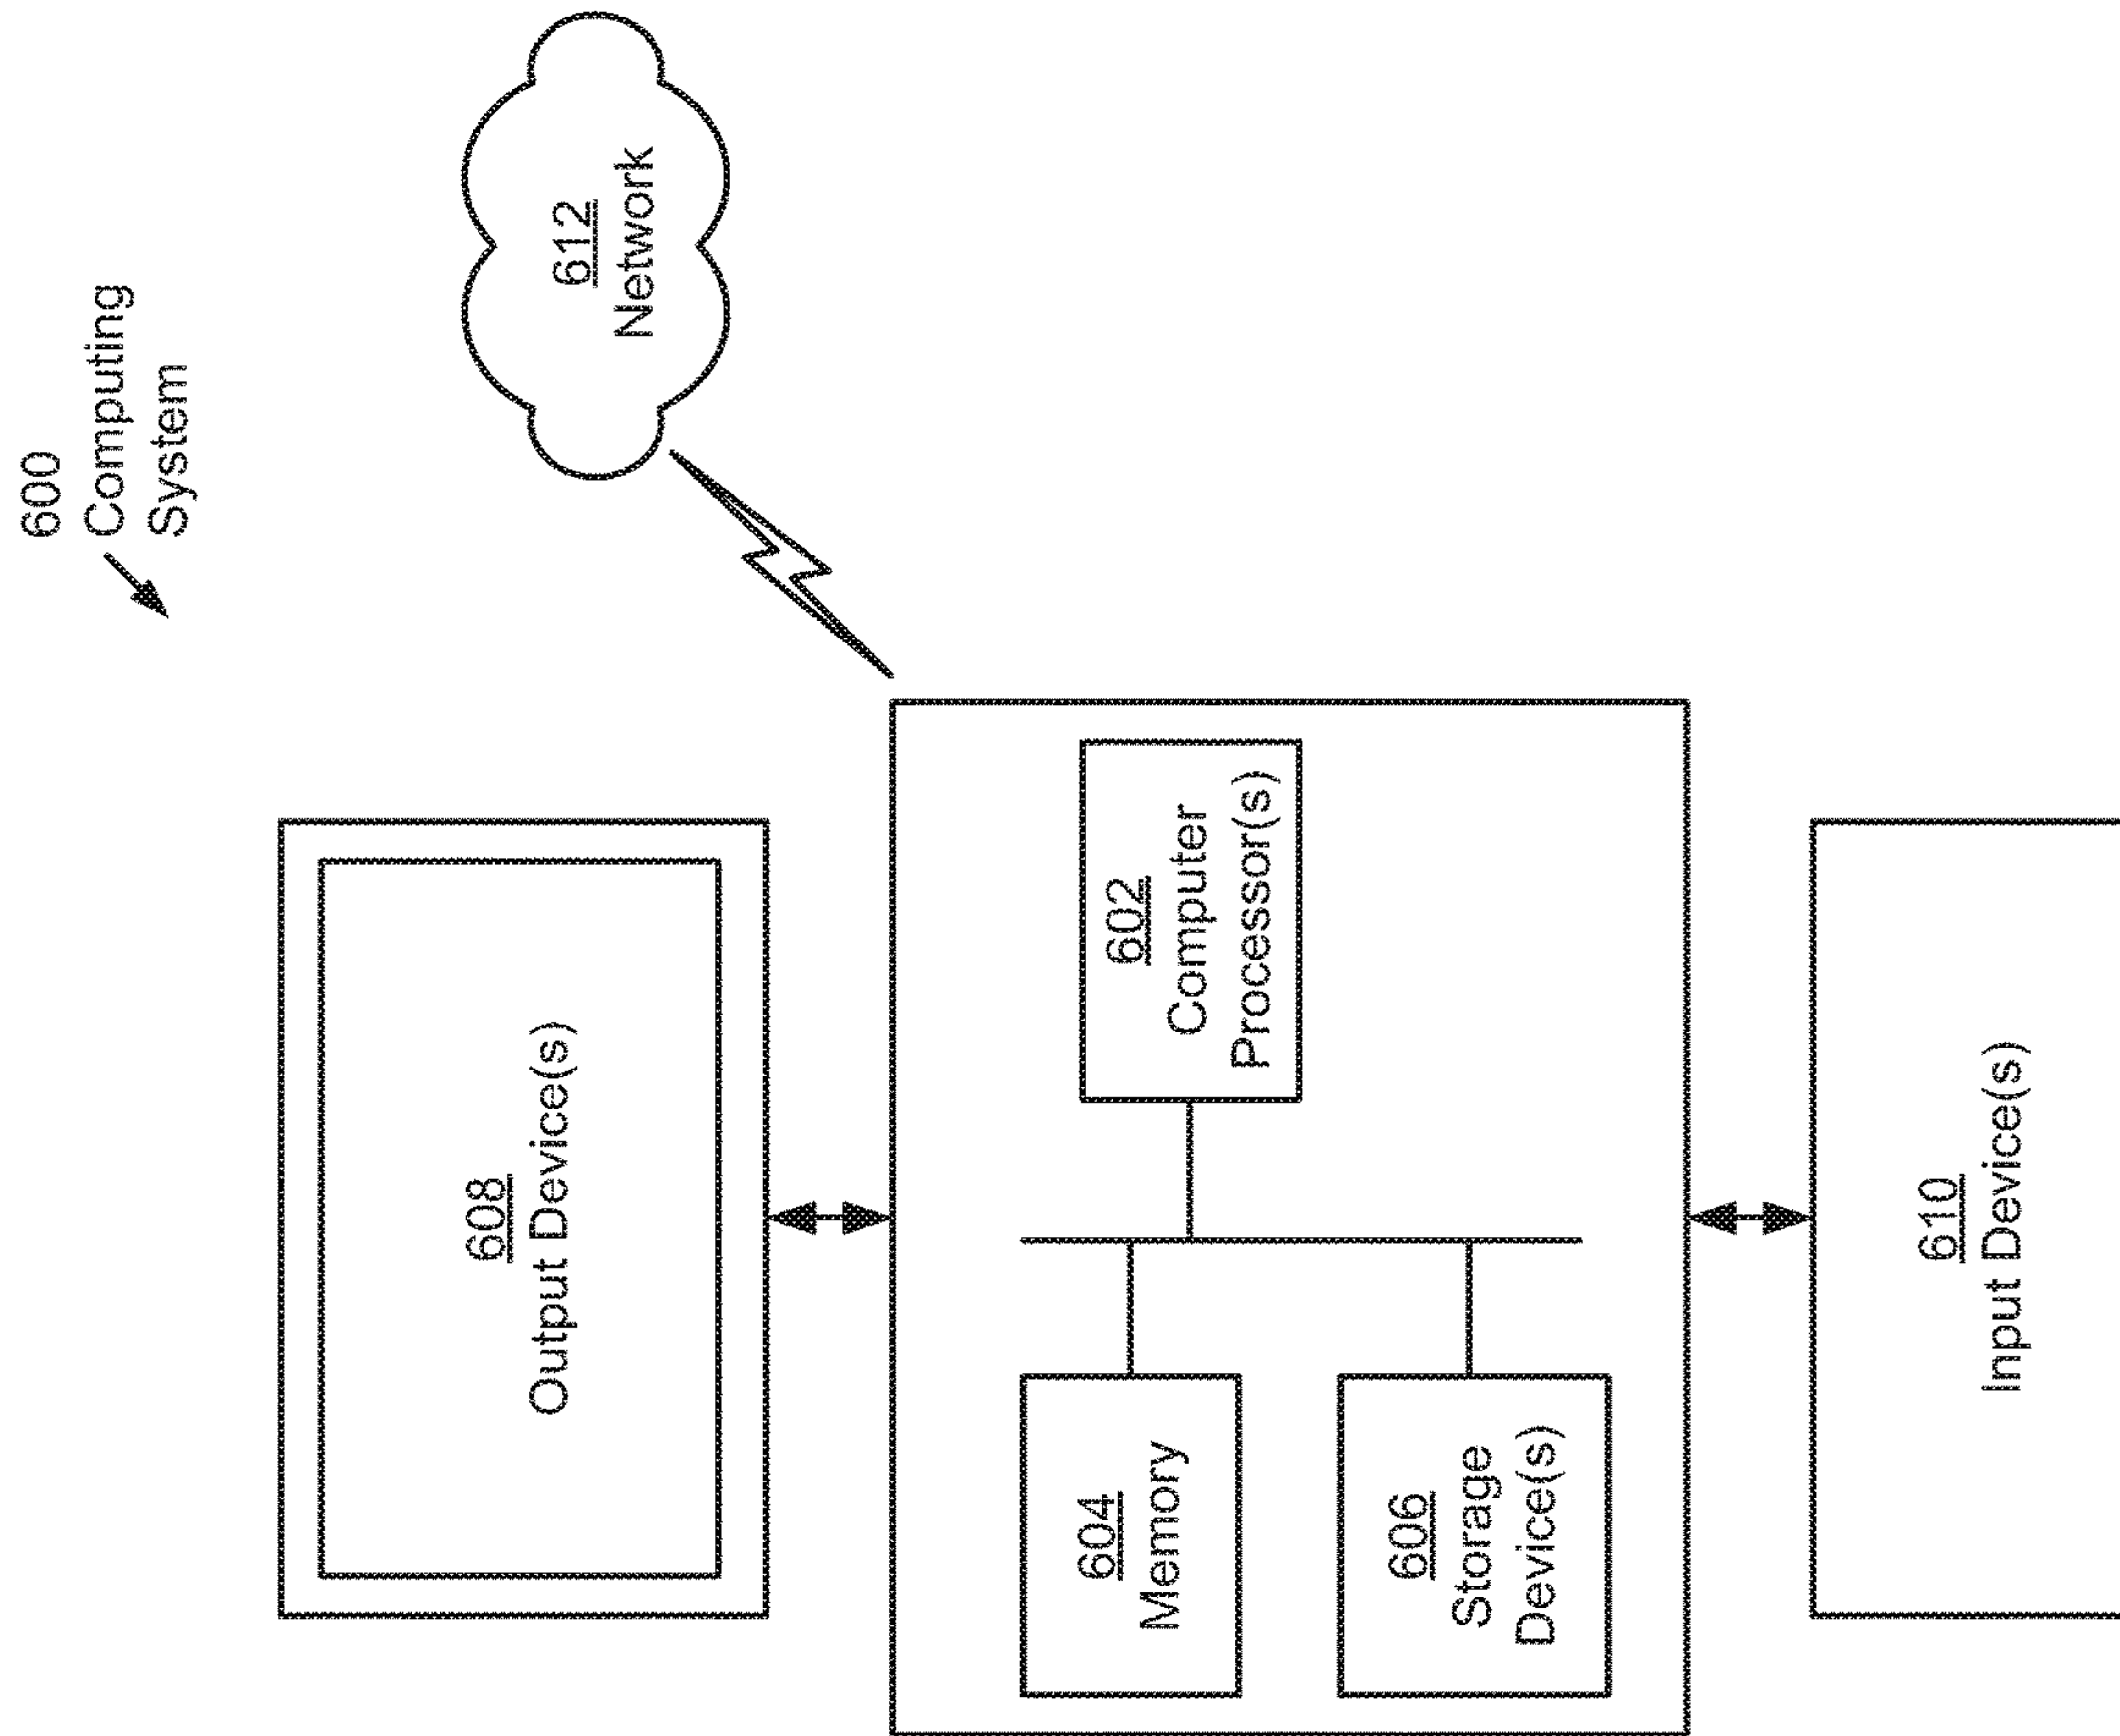 600
Computing
System
612
Network
608
Output Device(s)
602
Computer
Processor(s)
604
Memory
606
Storage
Device(s)
610
Input Device(s)